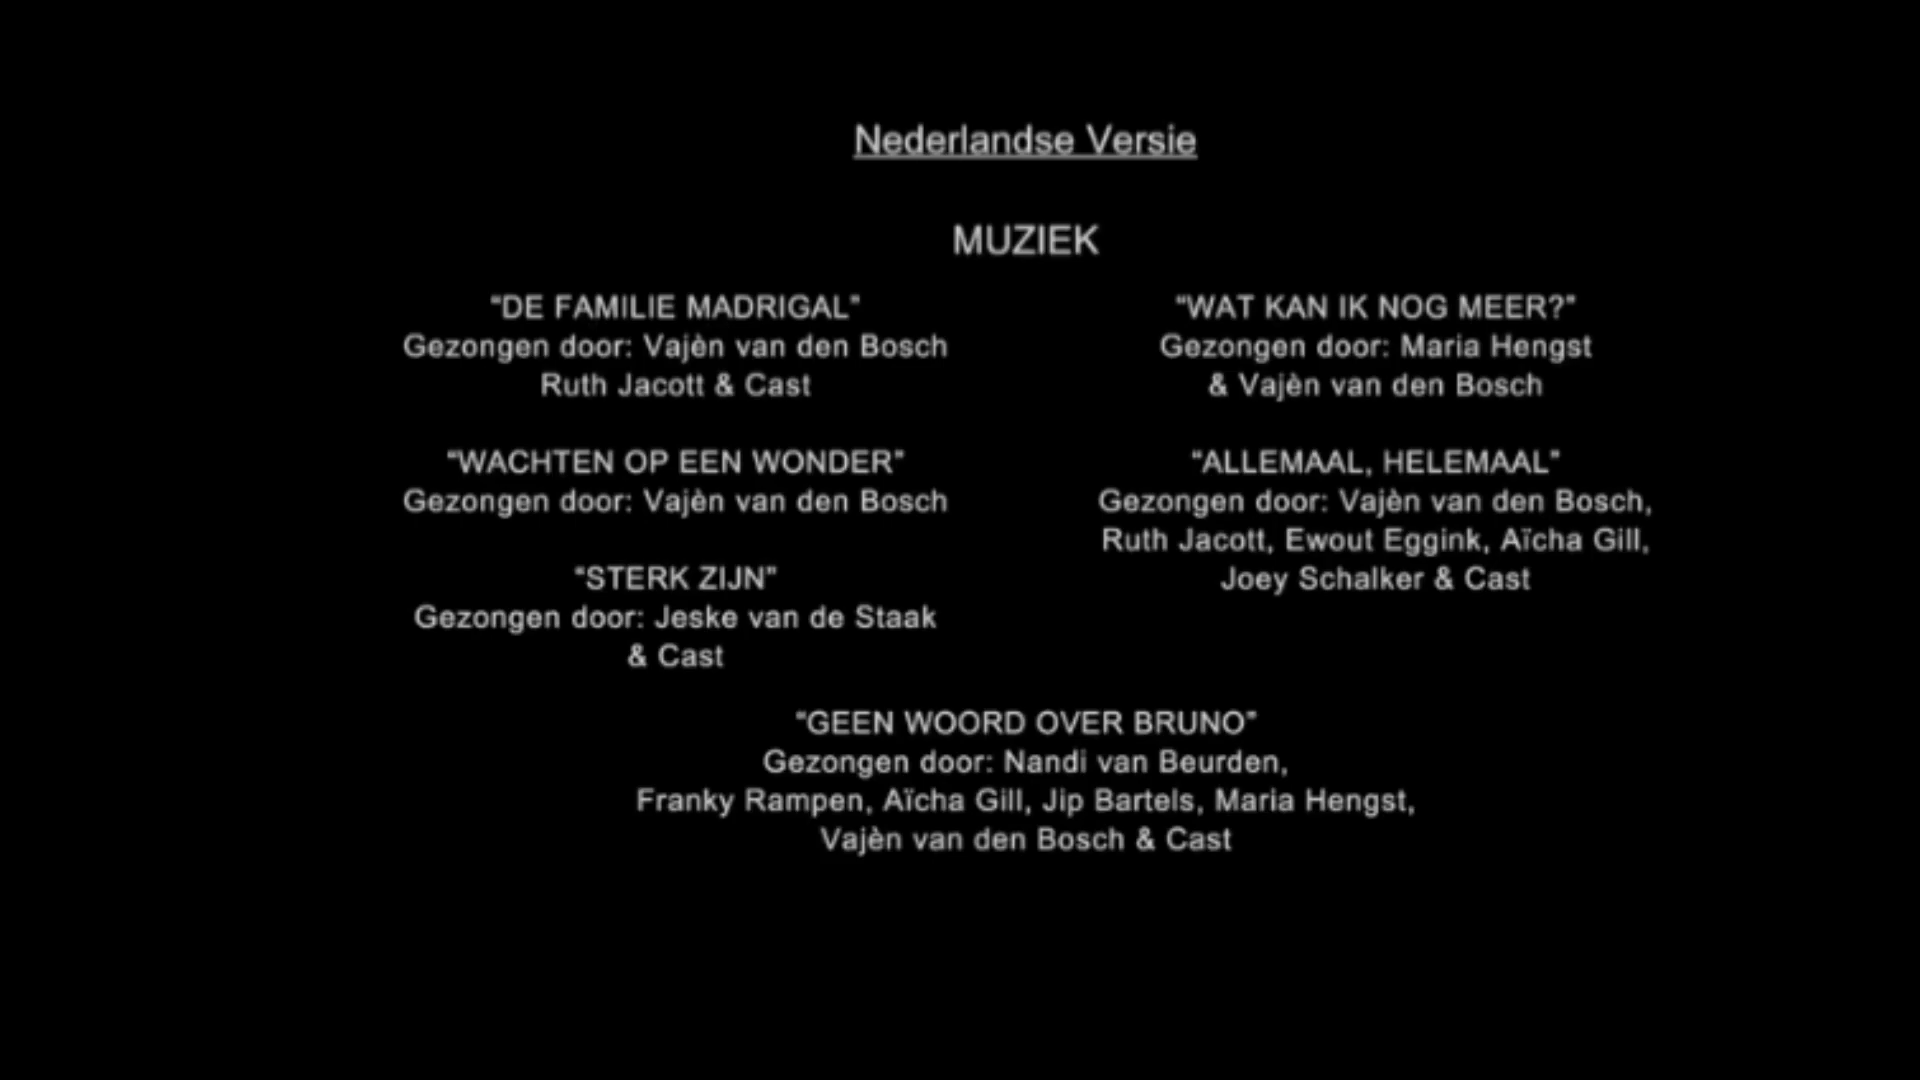 Nederlandse Versie
MUZIEK
“DE FAMILIE MADRIGAL”
Gezongen door: Vajèn van den Bosch
Ruth Jacott & Cast
“WACHTEN OP EEN WONDER”
Gezongen door: Vajèn van den Bosch
“STERK ZIJN”
Gezongen door: Jeske van de Staak
& Cast
“WAT KAN IK NOG MEER?”
Gezongen door: Maria Hengst
& Vajèn van den Bosch
“ALLEMAAL, HELEMAAL”
Gezongen door: Vajèn van den Bosch,
Ruth Jacott, Ewout Eggink, Aïcha Gill,
Joey Schalker & Cast
“GEEN WOORD OVER BRUNO”
Gezongen door: Nandi van Beurden,
Franky Rampen, Aïcha Gill, Jip Bartels, Maria Hengst,
Vajèn van den Bosch & Cast